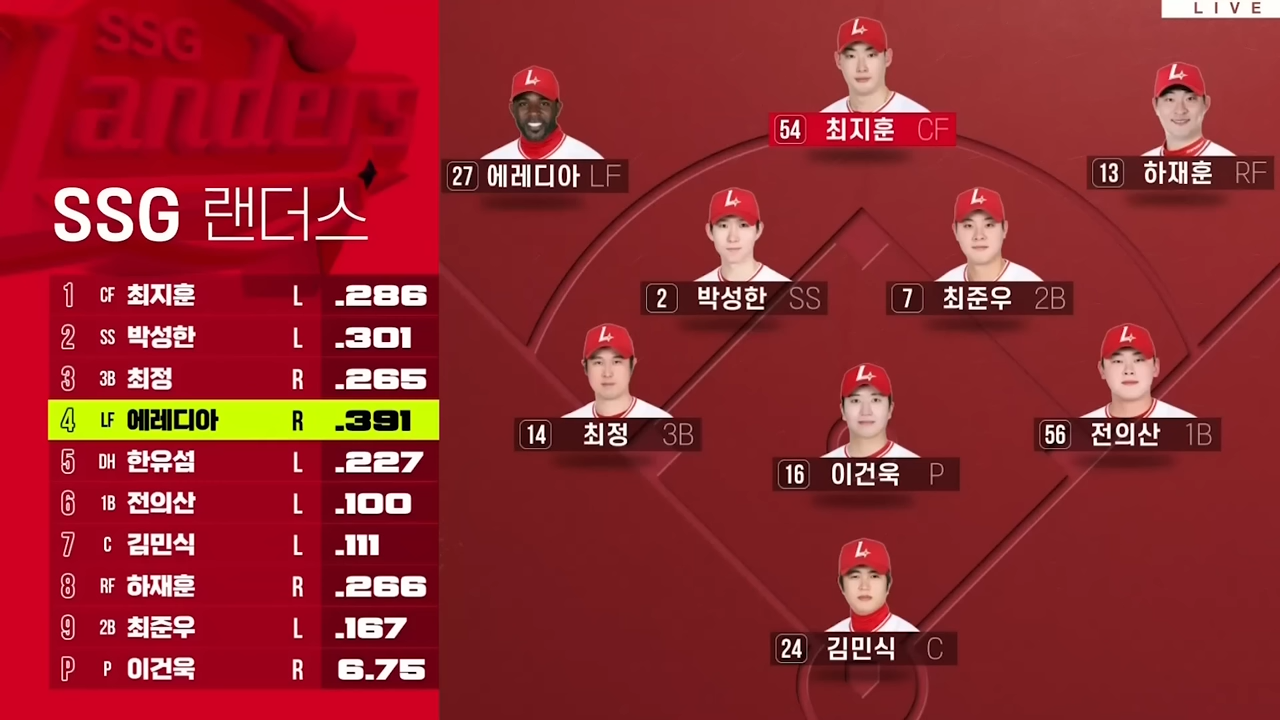 LIVE
SSG
Landers
SSG 랜더스
1 CF 최지훈 L .286
2 SS 박성한 L .301
3 3B 최정 R .265
4 LF 에레디아 R .391
5 DH 한유섬 L .227
6 1B 전의산 L .100
7 C 김민식 L .111
8 RF 하재훈 R .266
9 2B 최준우 L .167
P P 이건욱 R 6.75
54 최지훈 CF
27 에레디아 LF
13 하재훈 RF
2 박성한 SS
7 최준우 2B
14 최정 3B
56 전의산 1B
16 이건욱 P
24 김민식 C